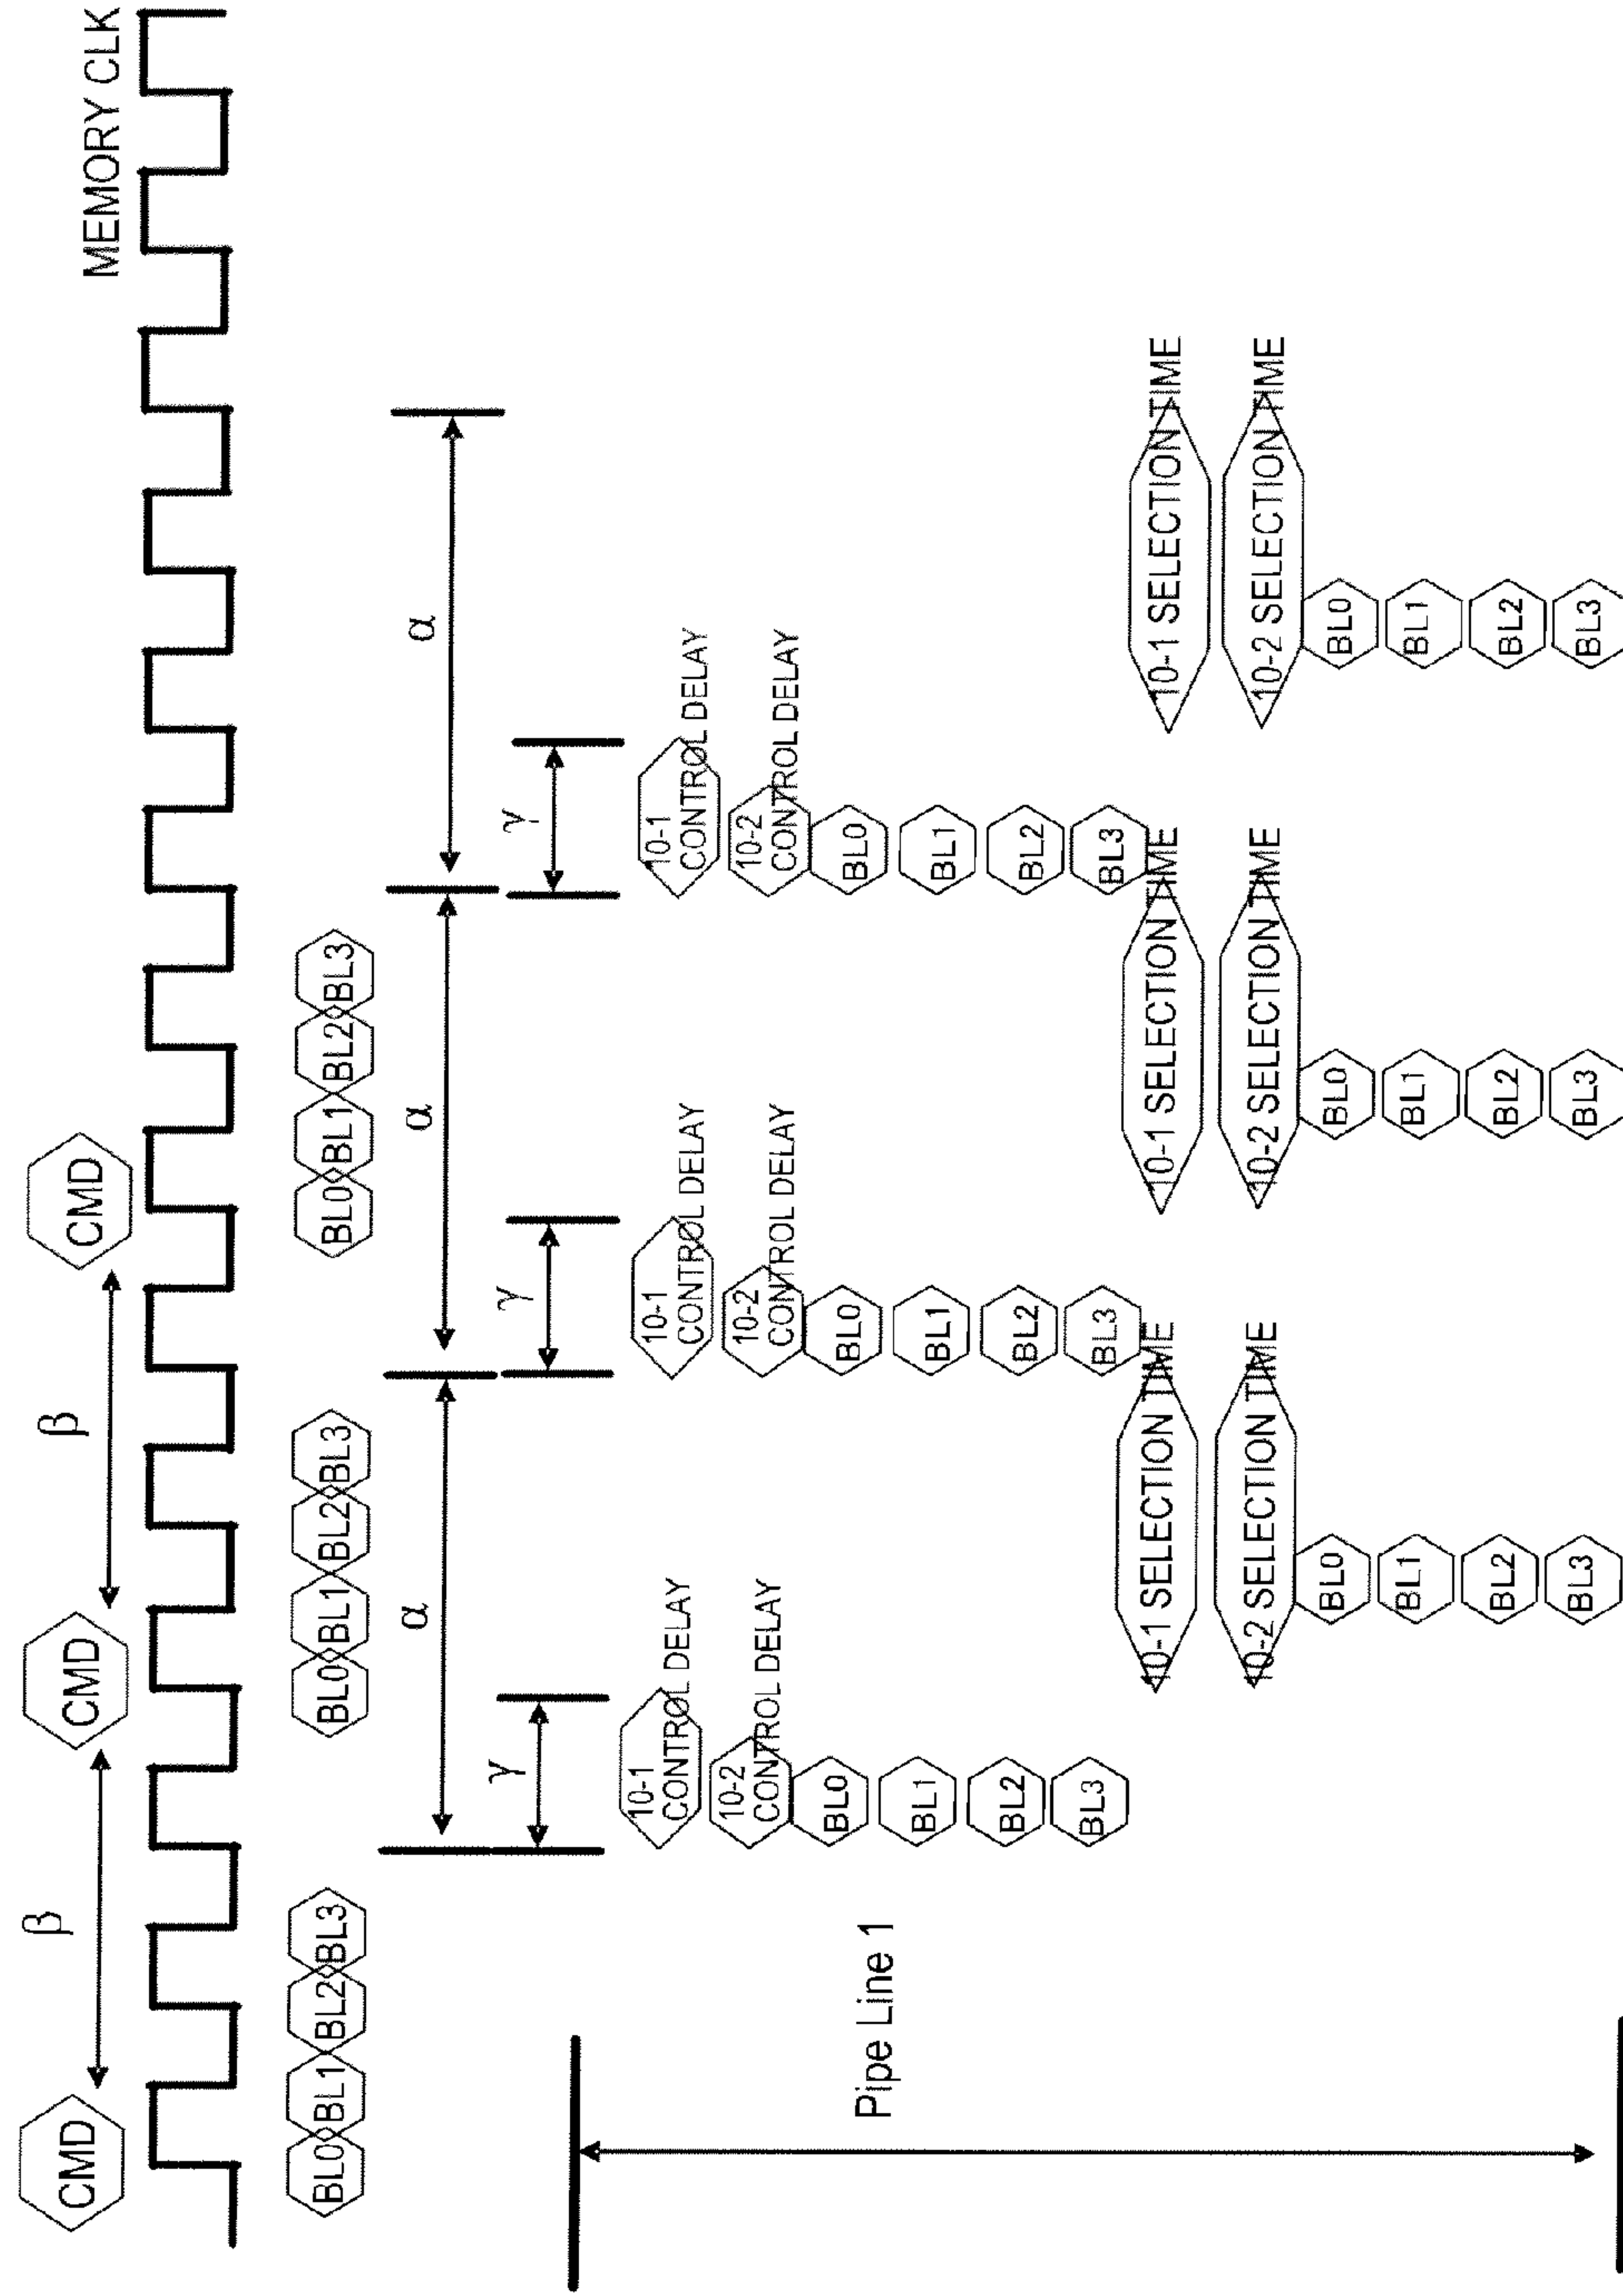 MEMORY CLK
CMD
β
CMD
β
CMD
BL0 BL1 BL2 BL3
BL0 BL1 BL2 BL3
BL0 BL1 BL2 BL3
α
α
α
γ
γ
γ
10-1
CONTROL DELAY
10-2
CONTROL DELAY
BL0
BL1
BL2
BL3
10-1
CONTROL DELAY
10-2
CONTROL DELAY
BL0
BL1
BL2
BL3
10-1
CONTROL DELAY
10-2
CONTROL DELAY
BL0
BL1
BL2
BL3
Pipe Line 1
10-1 SELECTION TIME
10-2 SELECTION TIME
BL0
BL1
BL2
BL3
10-1 SELECTION TIME
10-2 SELECTION TIME
BL0
BL1
BL2
BL3
10-1 SELECTION TIME
10-2 SELECTION TIME
BL0
BL1
BL2
BL3